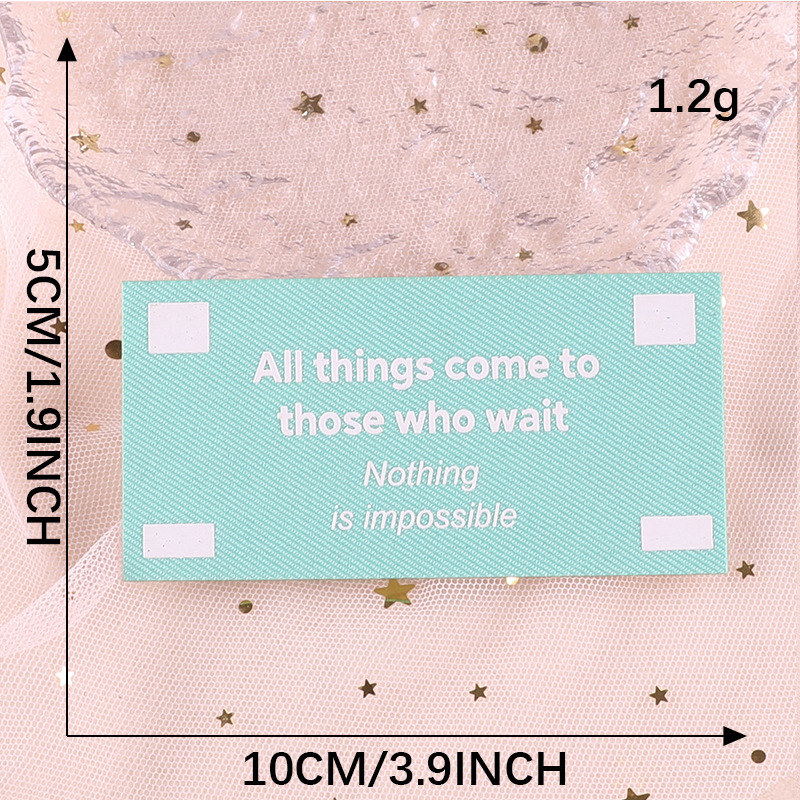 1.2g
5CM/1.9INCH
All things come to
those who wait
Nothing
is impossible
10CM/3.9INCH